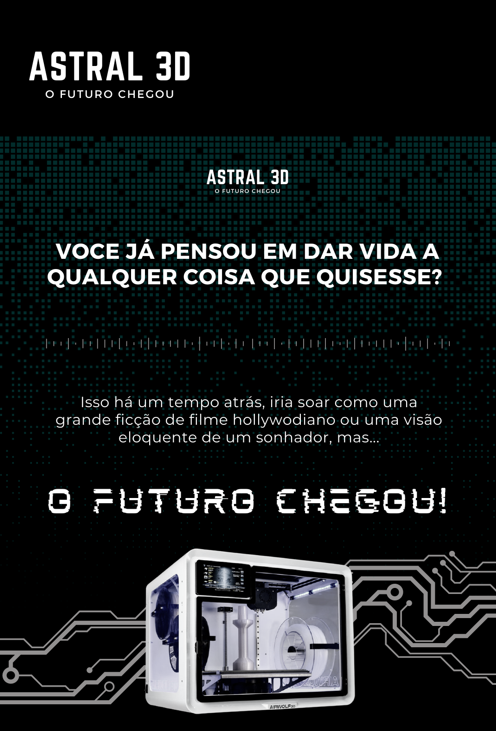 ASTRAL 3D
O FUTURO CHEGOU
ASTRAL 3D
O FUTURO CHEGOU
VOCE JÁ PENSOU EM DAR VIDA A
QUALQUER COISA QUE QUISESSE?
Isso há um tempo atrás, iria soar como uma
grande ficção de filme hollywodiano ou uma visão
eloquente de um sonhador, mas...
O FUTURO CHEGOU!